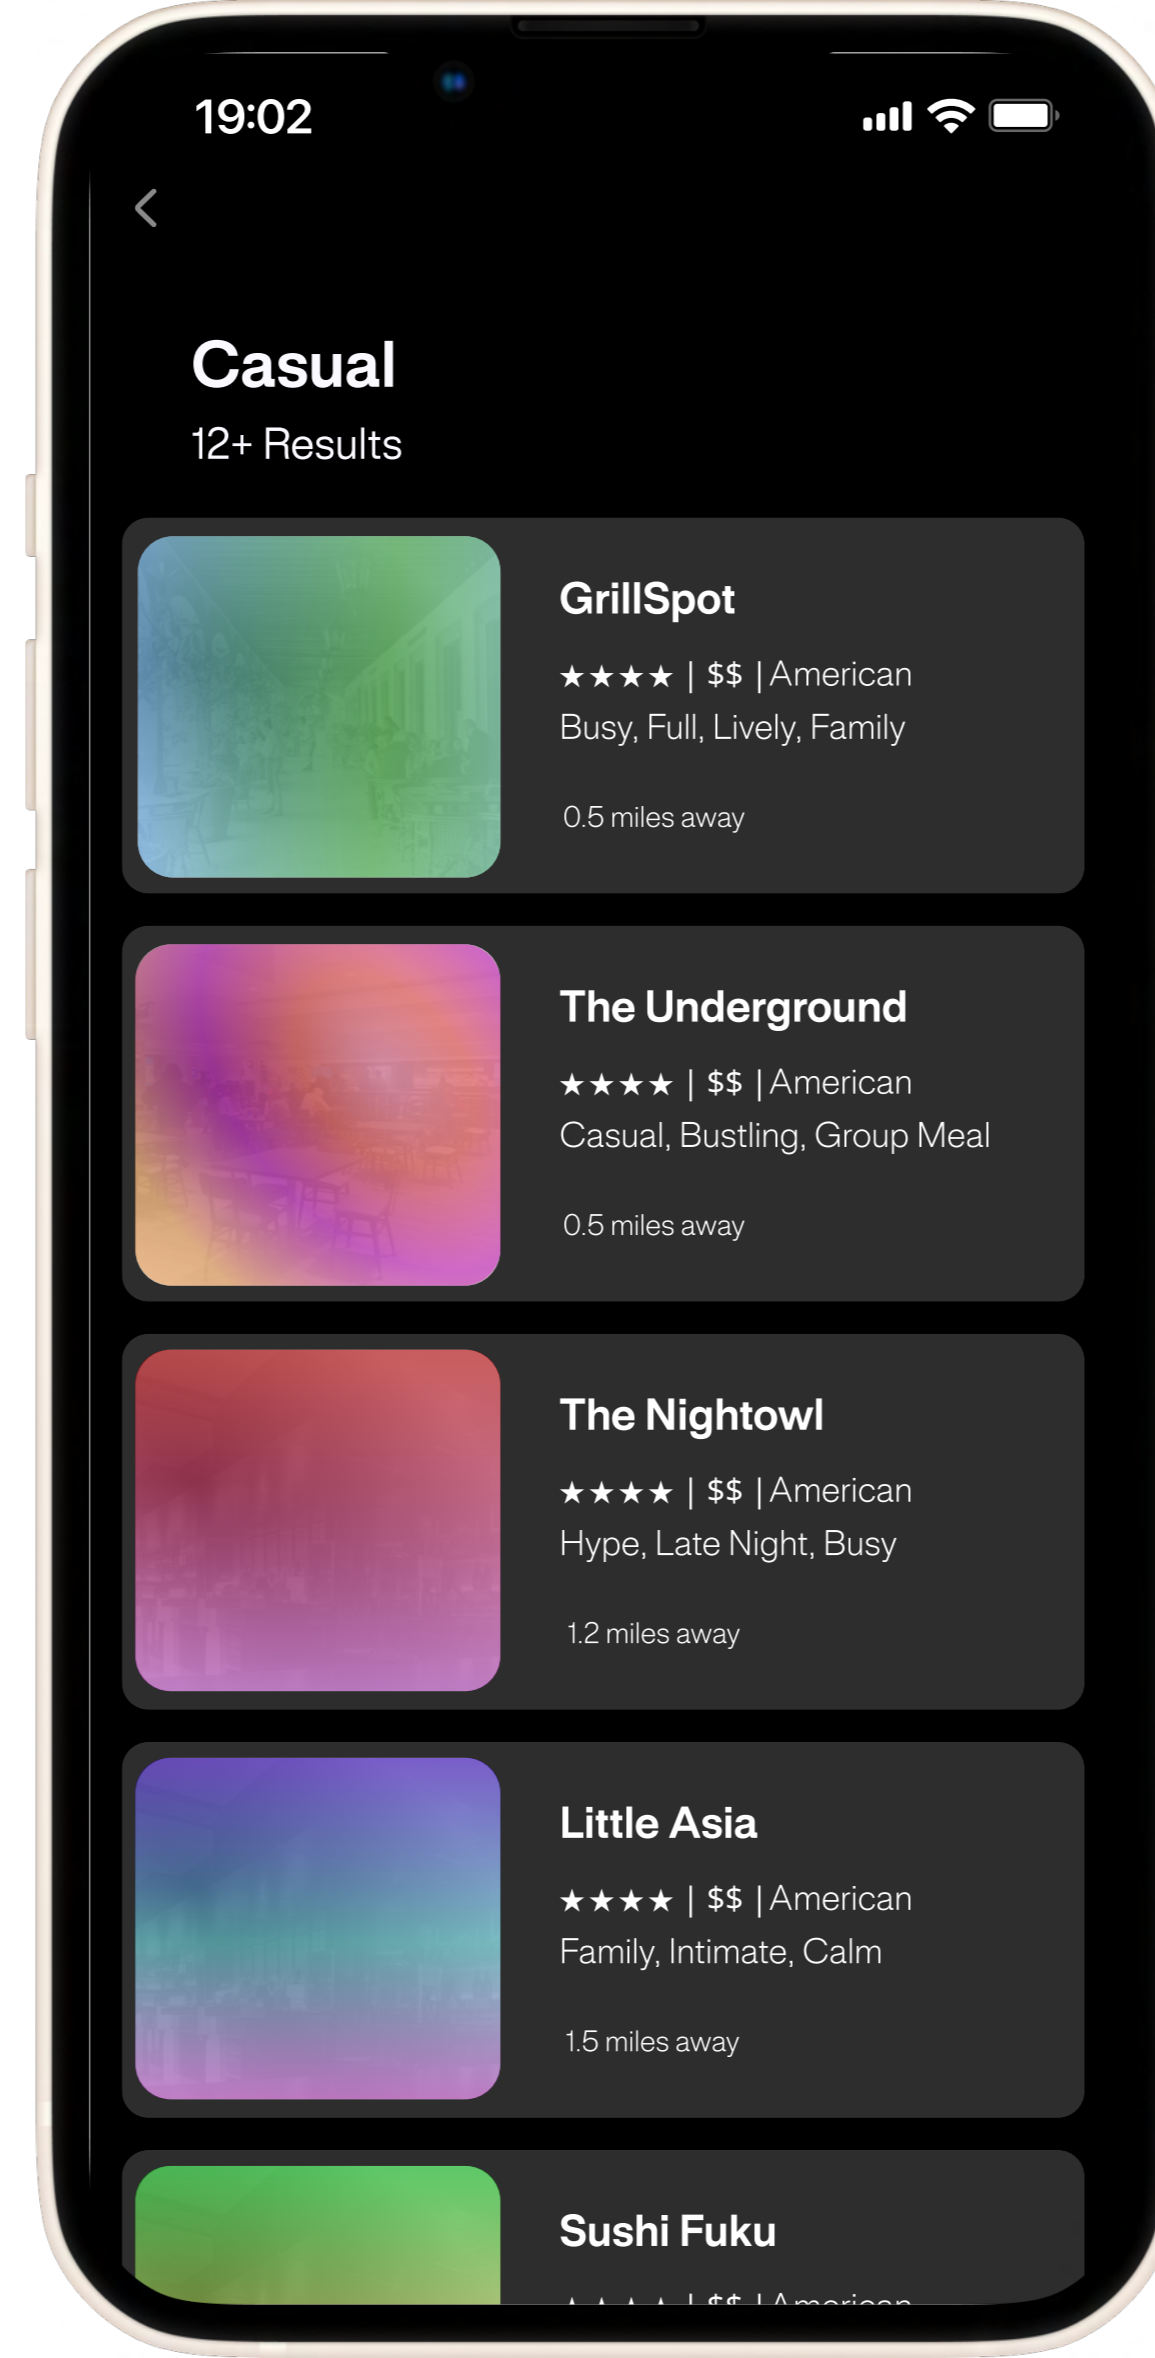 19:02
Casual
12+ Results
GrillSpot
★★★★ | $$ | American
Busy, Full, Lively, Family
0.5 miles away
The Underground
★★★★ | $$ | American
Casual, Bustling, Group Meal
0.5 miles away
The Nightowl
★★★★ | $$ | American
Hype, Late Night, Busy
1.2 miles away
Little Asia
★★★★ | $$ | American
Family, Intimate, Calm
1.5 miles away
Sushi Fuku
★★★★ | $$ | American